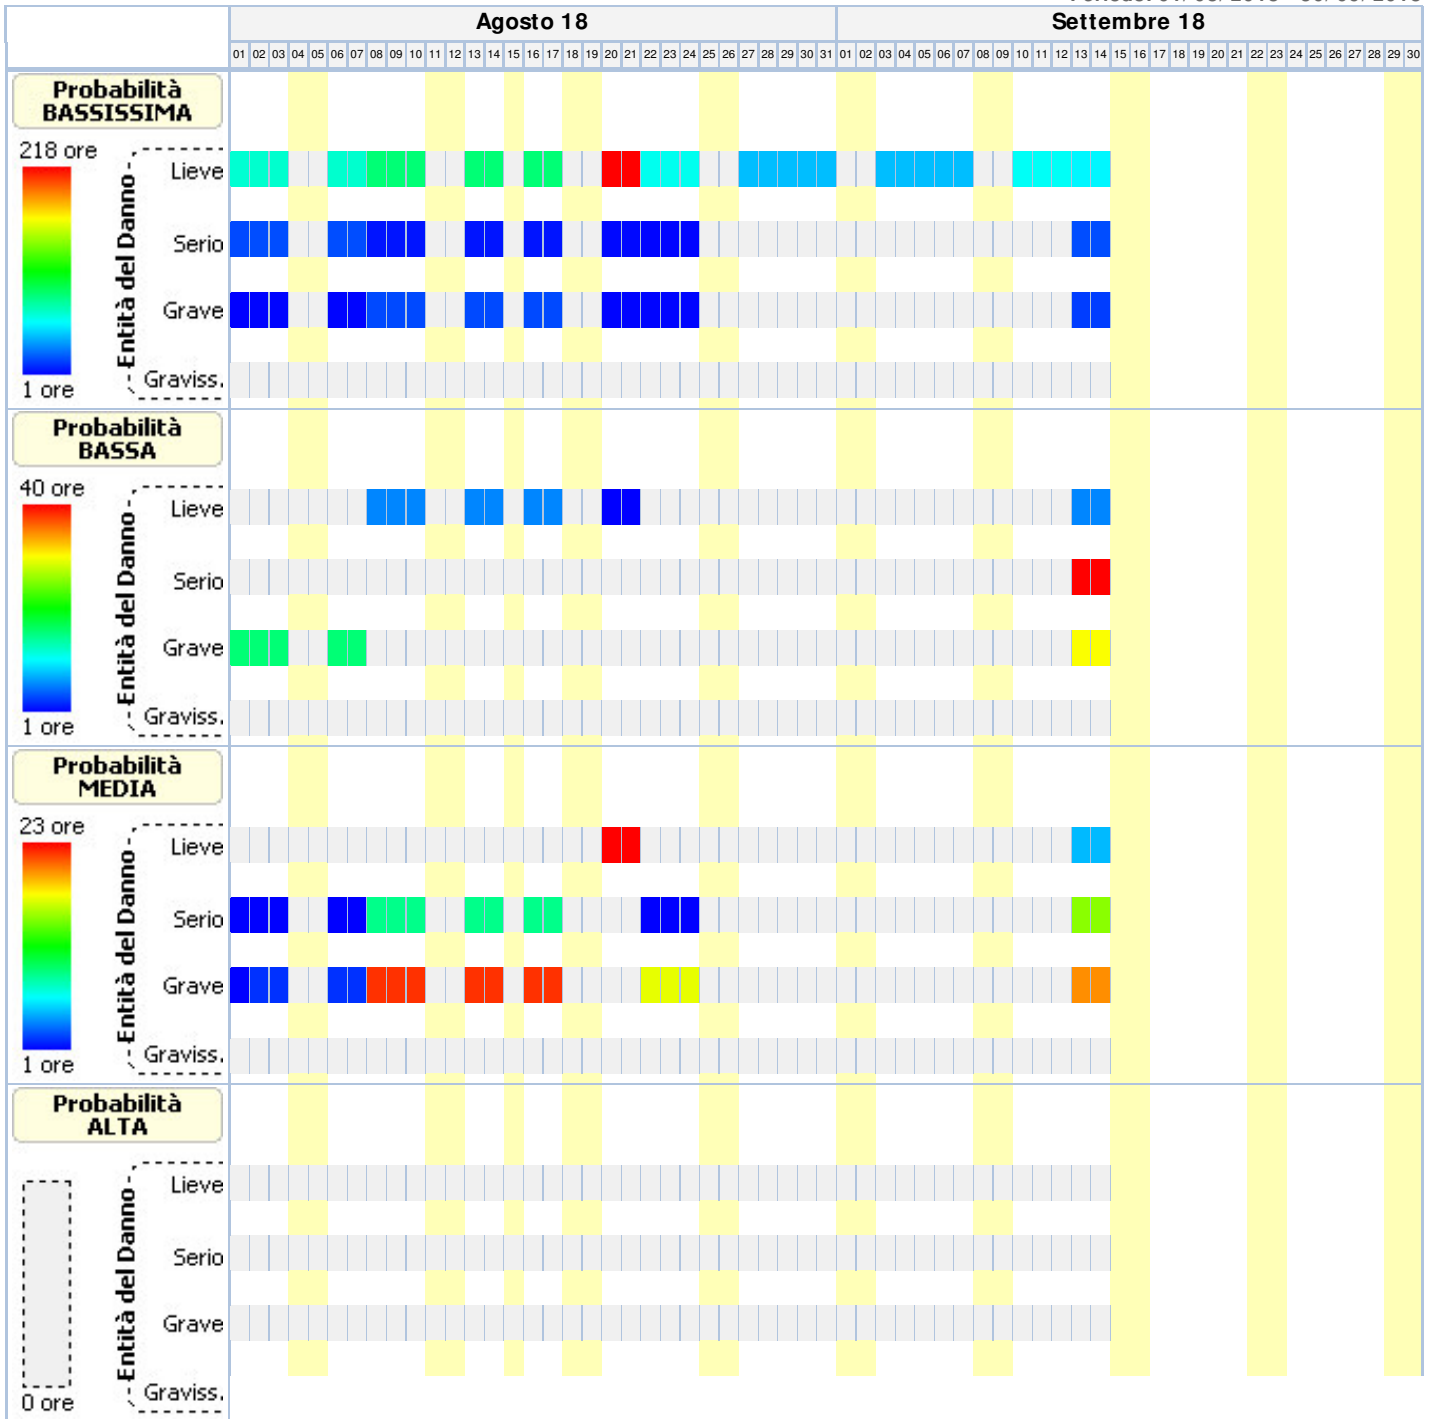 Agosto 18 Settembre 18
01 02 03 04 05 06 07 08 09 10 11 12 13 14 15 16 17 18 19 20 21 22 23 24 25 26 27 28 29 30 31 01 02 03 04 05 06 07 08 09 10 11 12 13 14 15 16 17 18 19 20 21 22 23 24 25 26 27 28 29 30
Probabilità
BASSISSIMA
218 ore
Entità del Danno
Lieve
Serio
Grave
Graviss.
1 ore
Probabilità
BASSA
40 ore
Entità del Danno
Lieve
Serio
Grave
Graviss.
1 ore
Probabilità
MEDIA
23 ore
Entità del Danno
Lieve
Serio
Grave
Graviss.
1 ore
Probabilità
ALTA
Entità del Danno
Lieve
Serio
Grave
Graviss.
0 ore